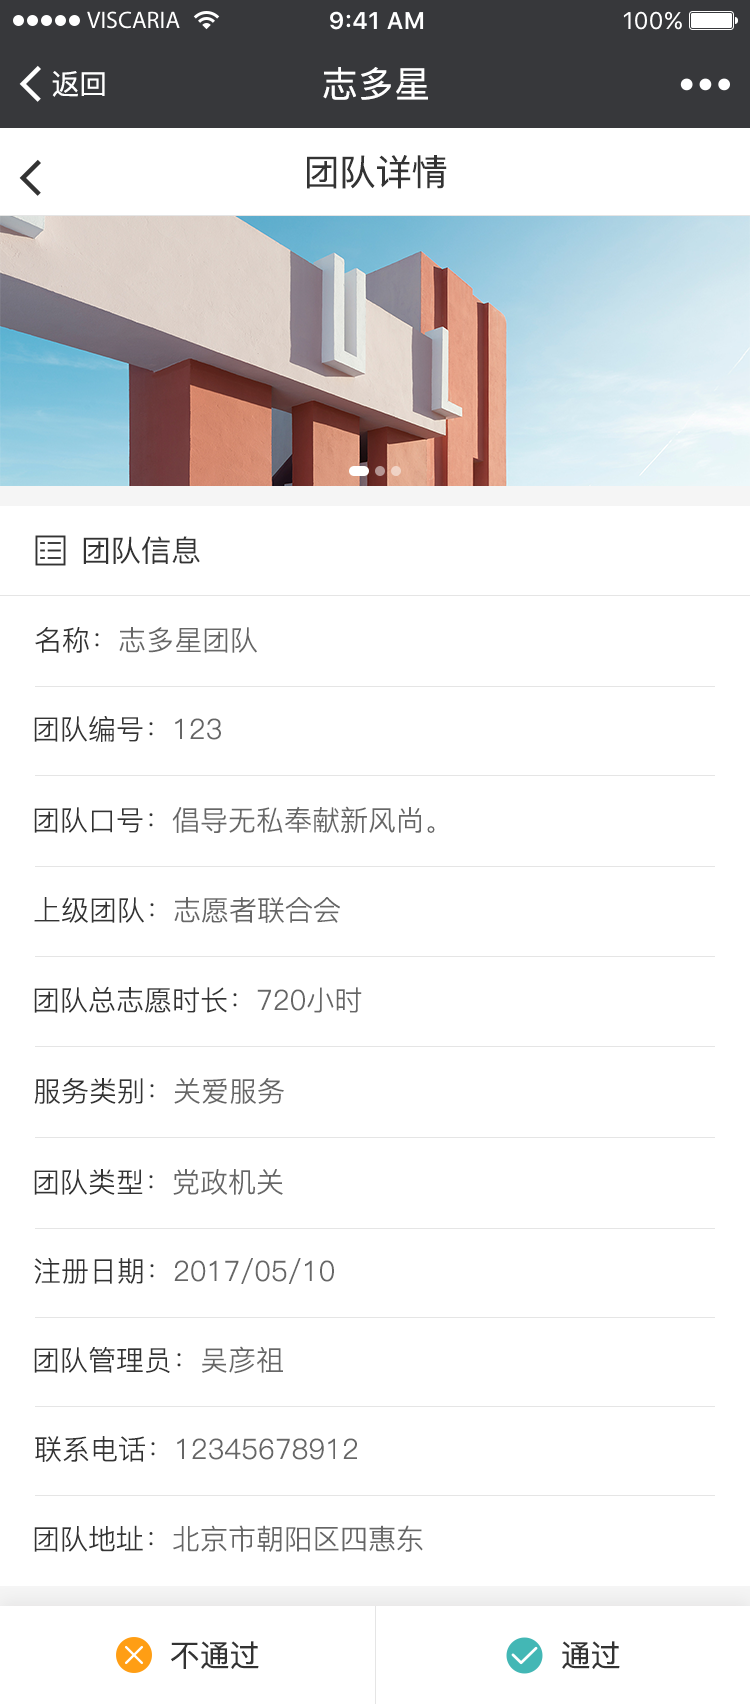 VISCARIA 9:41 AM 100%
返回 志多星
团队详情
团队信息
名称：志多星团队
团队编号：123
团队口号：倡导无私奉献新风尚。
上级团队：志愿者联合会
团队总志愿时长：720小时
服务类别：关爱服务
团队类型：党政机关
注册日期：2017/05/10
团队管理员：吴彦祖
联系电话：12345678912
团队地址：北京市朝阳区四惠东
不通过 通过